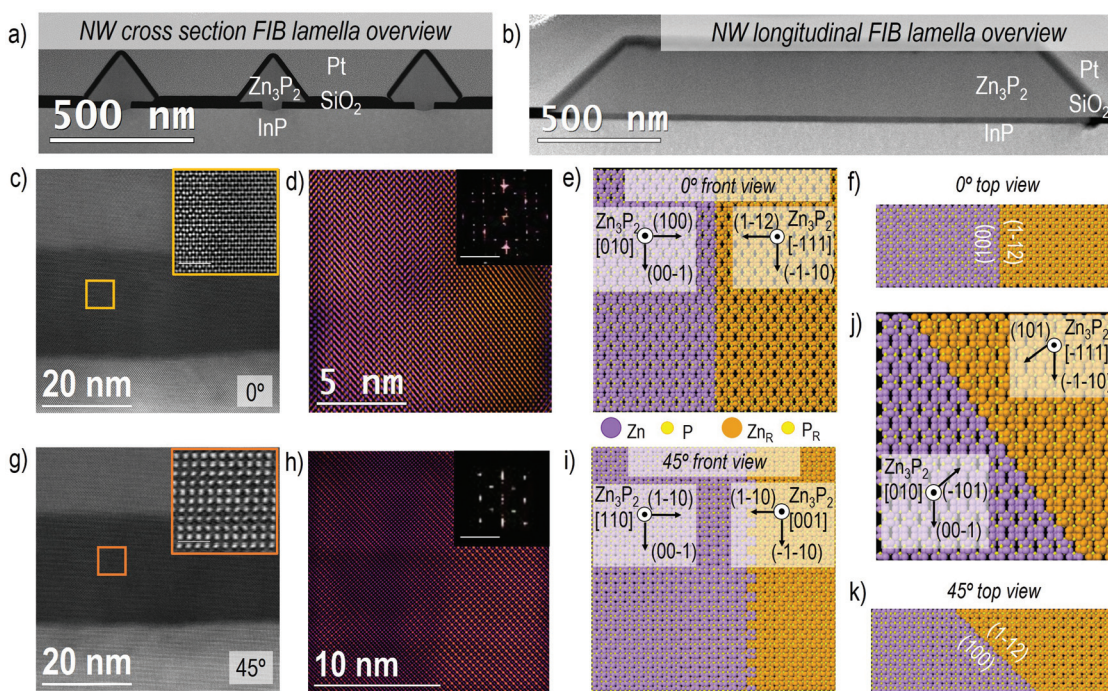 a)
NW cross section FIB lamella overview
Pt
Zn₃P₂
SiO₂
InP
500 nm
b)
NW longitudinal FIB lamella overview
Pt
Zn₃P₂
SiO₂
InP
500 nm
c)
20 nm
0º
d)
5 nm
e)
0º front view
Zn₃P₂
[010]
(100)
(00-1)
(1-12)
Zn₃P₂
[-111]
(-1-10)
f)
0º top view
(001)
(1-12)
Zn
P
Zn_R
P_R
g)
20 nm
45º
h)
10 nm
i)
45º front view
Zn₃P₂
[110]
(1-10)
(00-1)
(1-10)
Zn₃P₂
[001]
(-1-10)
j)
(101)
Zn₃P₂
[-111]
(-1-10)
Zn₃P₂
[010]
(-101)
(00-1)
k)
45º top view
(100)
(1-12)